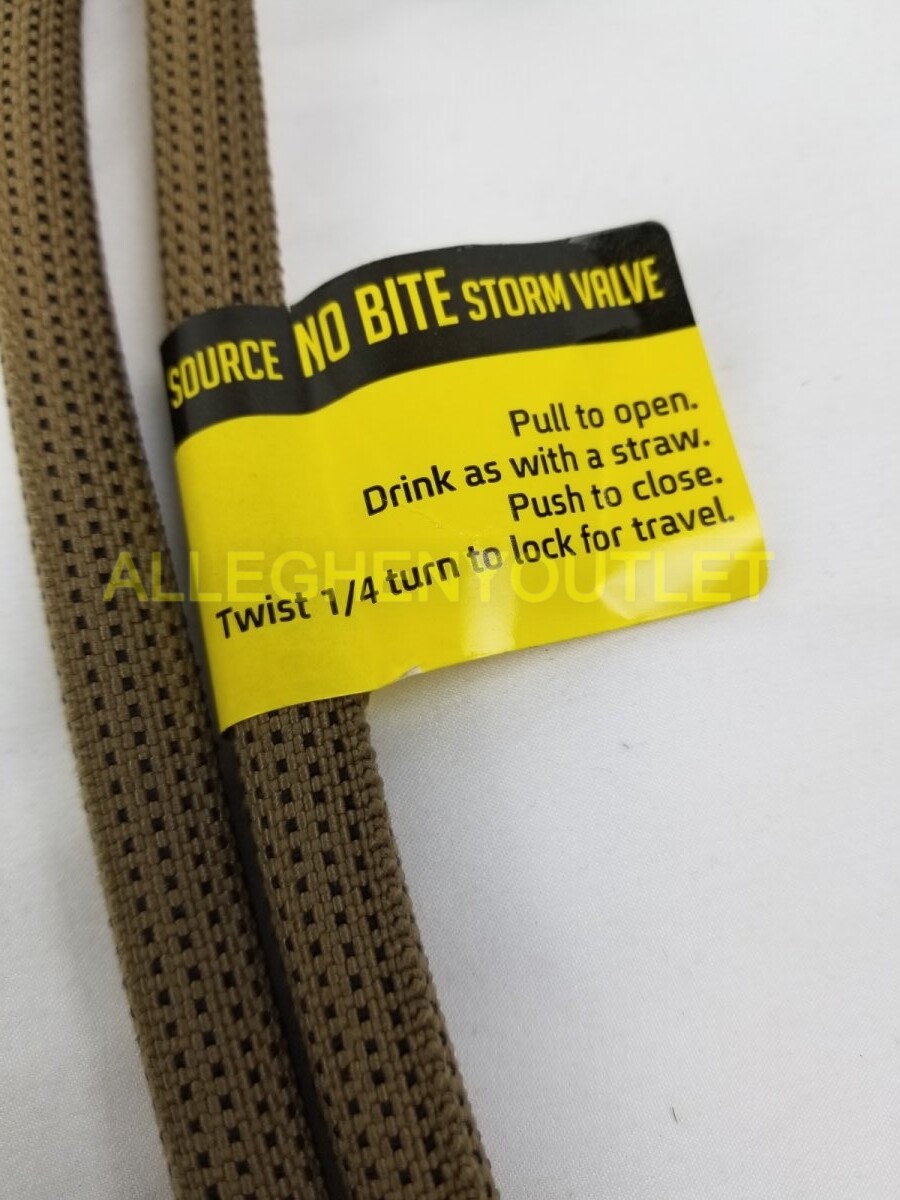 SOURCE NO BITE STORM VALVE
Pull to open.
Drink as with a straw.
Push to close.
Twist 1/4 turn to lock for travel.
ALLEGHENYOUTLET